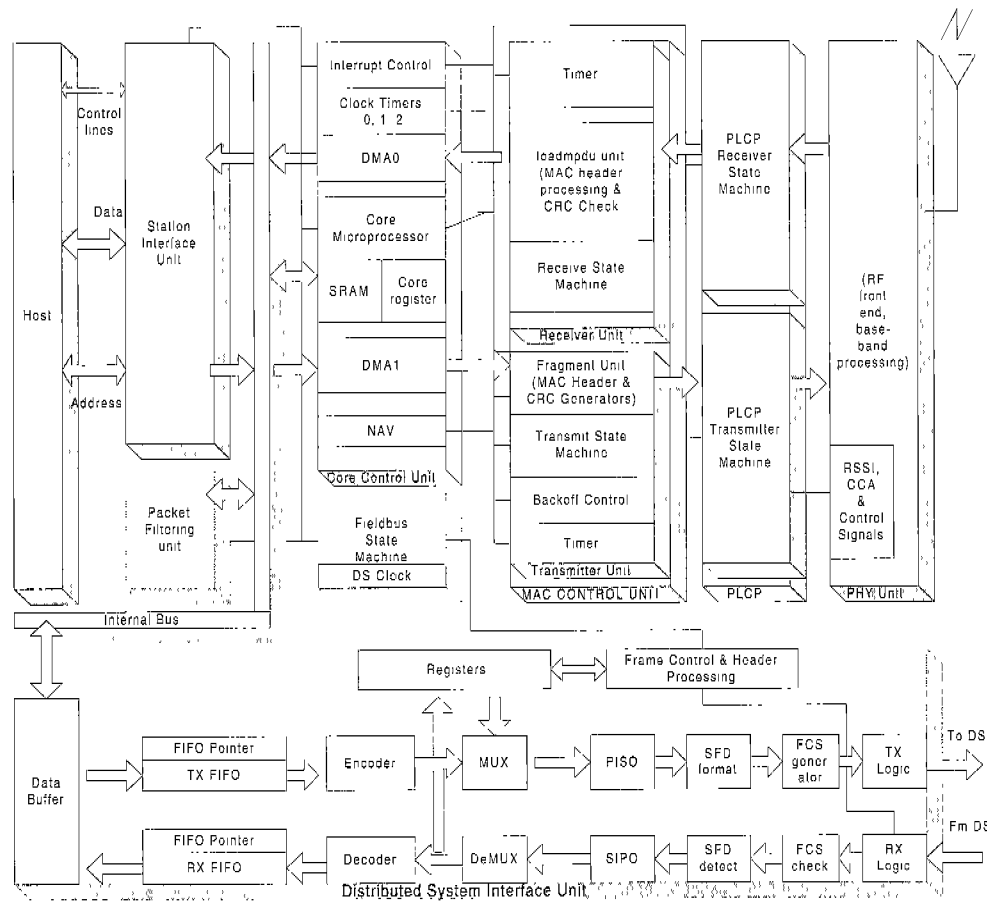 Host
Control
lines
Data
Address
Station
Interface
Unit
Packet
Filtering
unit
Internal Bus
Interrupt Control
Clock Timers
0, 1 2
DMA0
Core
Microprocessor
SRAM
Core
register
DMA1
NAV
Core Control Unit
Fieldbus
State
Machine
DS Clock
Timer
loadmpdu unit
(MAC header
processing &
CRC Check
Receive State
Machine
Receiver Unit
Fragment Unit
(MAC Header &
CRC Generators)
Transmit State
Machine
Backoff Control
Timer
Transmitter Unit
MAC CONTROL UNIT
PLCP
Receiver
State
Machine
PLCP
Transmitter
State
Machine
PLCP
(RF
front
end,
base-
band
processing)
RSSI,
CCA
&
Control
Signals
PHY Unit
Registers
Frame Control & Header
Processing
Data
Buffer
FIFO Pointer
TX FIFO
Encoder
MUX
PISO
SFD
format
FCS
gener
ator
TX
Logic
To DS
FIFO Pointer
RX FIFO
Decoder
DeMUX
SIPO
SFD
detect
FCS
check
RX
Logic
Fm DS
Distributed System Interface Unit